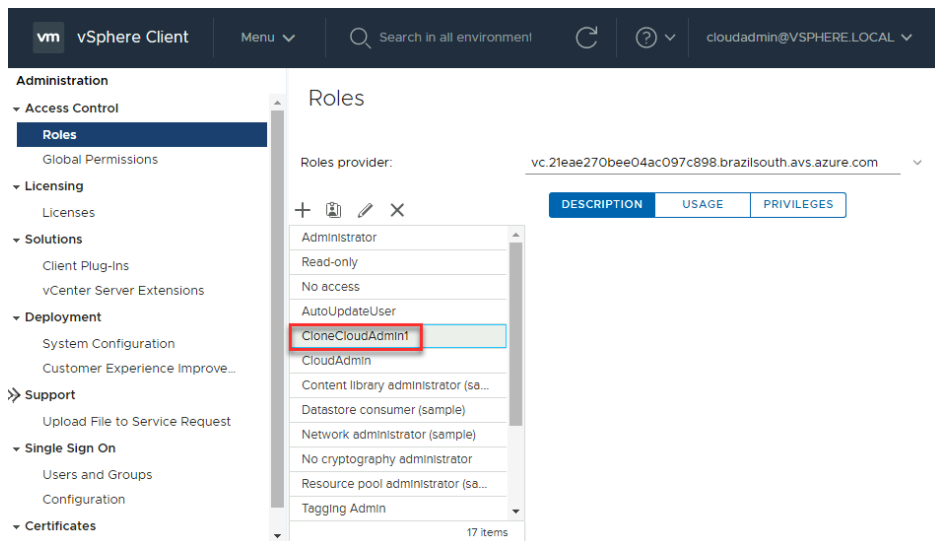 vm vSphere Client Menu Search in all environment cloudadmin@VSPHERE.LOCAL
Administration
Access Control
Roles
Global Permissions
Licensing
Licenses
Solutions
Client Plug-Ins
vCenter Server Extensions
Deployment
System Configuration
Customer Experience Improve...
Support
Upload File to Service Request
Single Sign On
Users and Groups
Configuration
Certificates
Roles
Roles provider: vc.21eae270bee04ac097c898.brazilsouth.avs.azure.com
DESCRIPTION USAGE PRIVILEGES
Administrator
Read-only
No access
AutoUpdateUser
CloneCloudAdmin1
CloudAdmin
Content library administrator (sa...
Datastore consumer (sample)
Network administrator (sample)
No cryptography administrator
Resource pool administrator (sa...
Tagging Admin
17 items